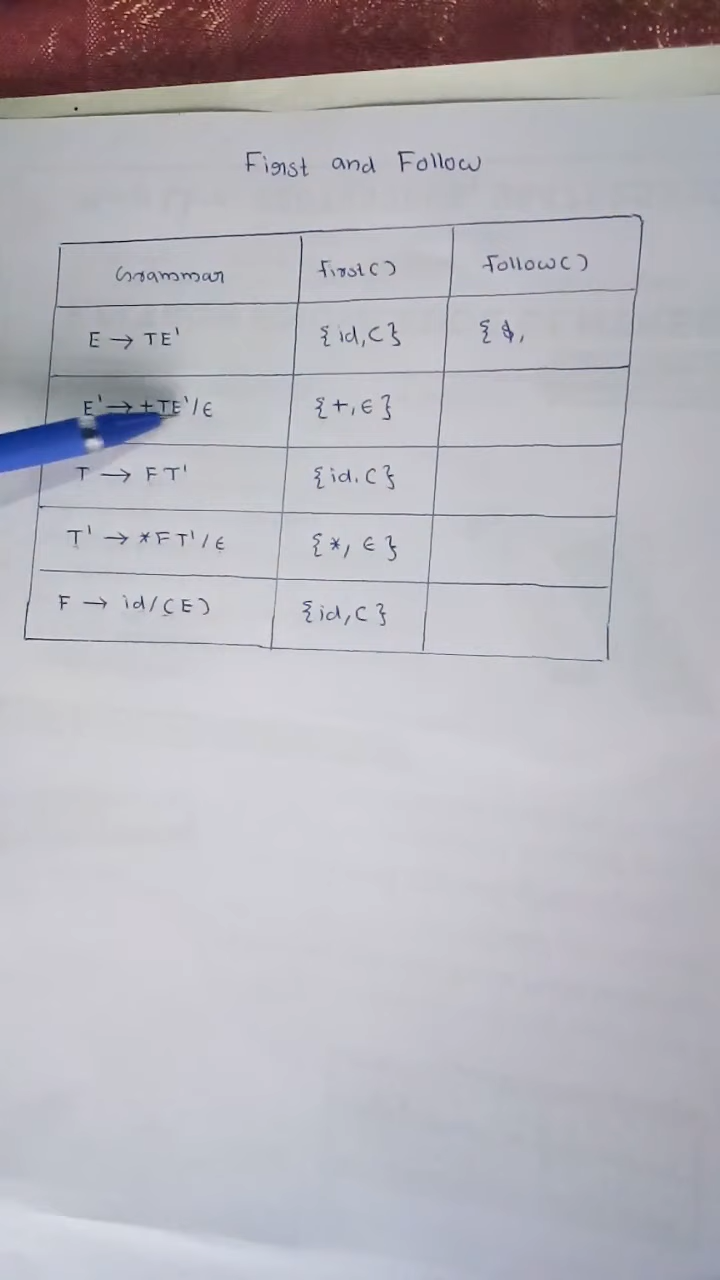 First and Follow
Grammar First() Follow()
E → TE' {id, (} { $,
E' → +TE'/ε {+, ε}
T → FT' {id. (}
T' → *FT'/ε {*, ε}
F → id/(E) {id, (}